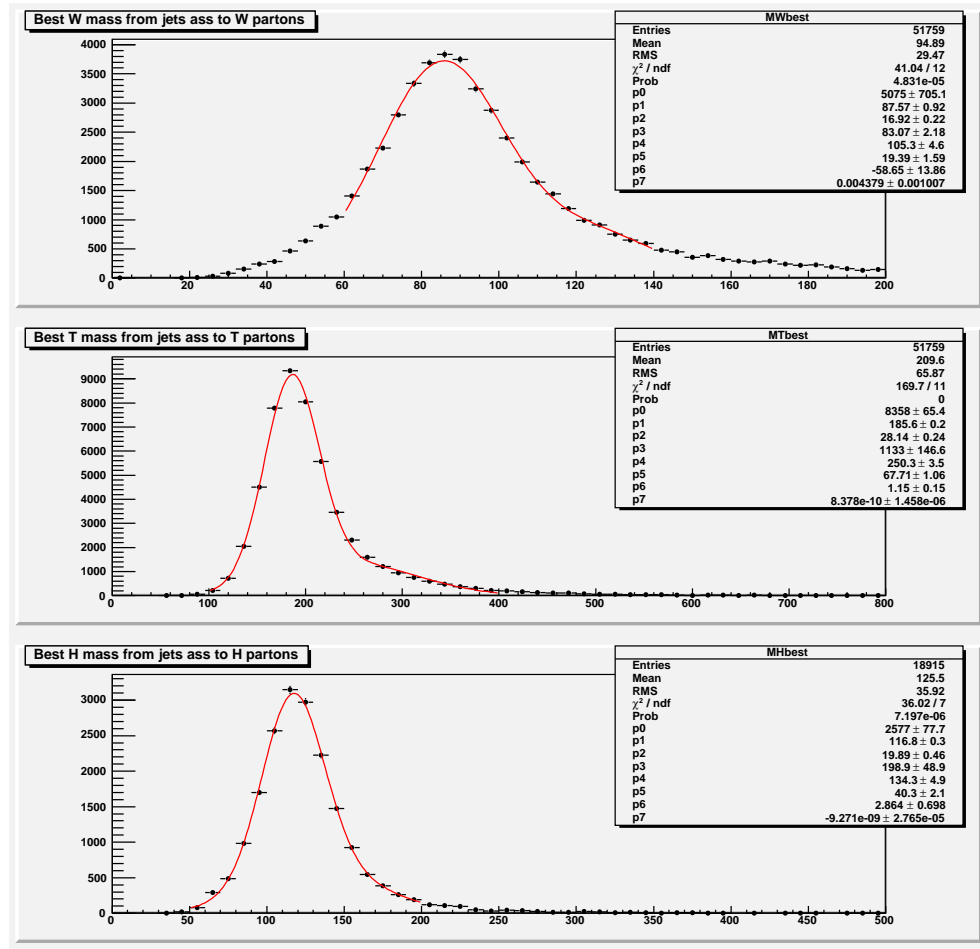 Best W mass from jets ass to W partons
MWbest
Entries 51759
Mean 94.89
RMS 29.47
χ² / ndf 41.04 / 12
Prob 4.831e-05
p0 5075 ± 705.1
p1 87.57 ± 0.92
p2 16.92 ± 0.22
p3 83.07 ± 2.18
p4 105.3 ± 4.6
p5 19.39 ± 1.59
p6 -58.65 ± 13.86
p7 0.004379 ± 0.001007
4000
3500
3000
2500
2000
1500
1000
500
0
0 20 40 60 80 100 120 140 160 180 200
Best T mass from jets ass to T partons
MTbest
Entries 51759
Mean 209.6
RMS 65.87
χ² / ndf 169.7 / 11
Prob 0
p0 8358 ± 65.4
p1 185.6 ± 0.2
p2 28.14 ± 0.24
p3 1133 ± 146.6
p4 250.3 ± 3.5
p5 67.71 ± 1.06
p6 1.15 ± 0.15
p7 8.378e-10 ± 1.458e-06
9000
8000
7000
6000
5000
4000
3000
2000
1000
0
0 100 200 300 400 500 600 700 800
Best H mass from jets ass to H partons
MHbest
Entries 18915
Mean 125.5
RMS 35.92
χ² / ndf 36.02 / 7
Prob 7.197e-06
p0 2577 ± 77.7
p1 116.8 ± 0.3
p2 19.89 ± 0.46
p3 198.9 ± 48.9
p4 134.3 ± 4.9
p5 40.3 ± 2.1
p6 2.864 ± 0.698
p7 -9.271e-09 ± 2.765e-05
3000
2500
2000
1500
1000
500
0
0 50 100 150 200 250 300 350 400 450 500